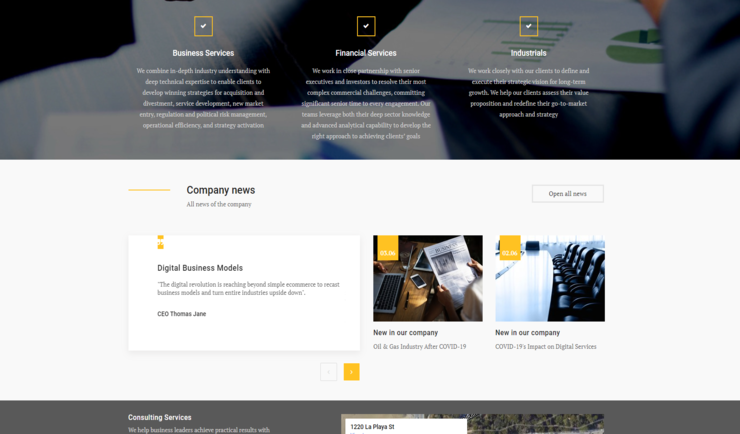 Business Services
We combine in-depth industry understanding with
deep technical expertise to enable clients to
develop winning strategies for acquisition and
divestment, service development, new market
entry, regulation and political risk management,
operational efficiency, and strategy activation
Financial Services
We work in close partnership with senior
executives and investors to resolve their most
complex commercial challenges, committing
significant senior time to every engagement. Our
teams leverage both their deep sector knowledge
and advanced analytical capability to develop the
right approach to achieving clients' goals
Industrials
We work closely with our clients to define and
execute their strategic vision for long-term
growth. We help our clients assess their value
proposition and redefine their go-to-market
approach and strategy
Company news
All news of the company
Open all news
Digital Business Models
"The digital revolution is reaching beyond simple ecommerce to recast
business models and turn entire industries upside down".
CEO Thomas Jane
03.06
New in our company
Oil & Gas Industry After COVID-19
02.06
New in our company
COVID-19's Impact on Digital Services
Consulting Services
We help business leaders achieve practical results with
1220 La Playa St